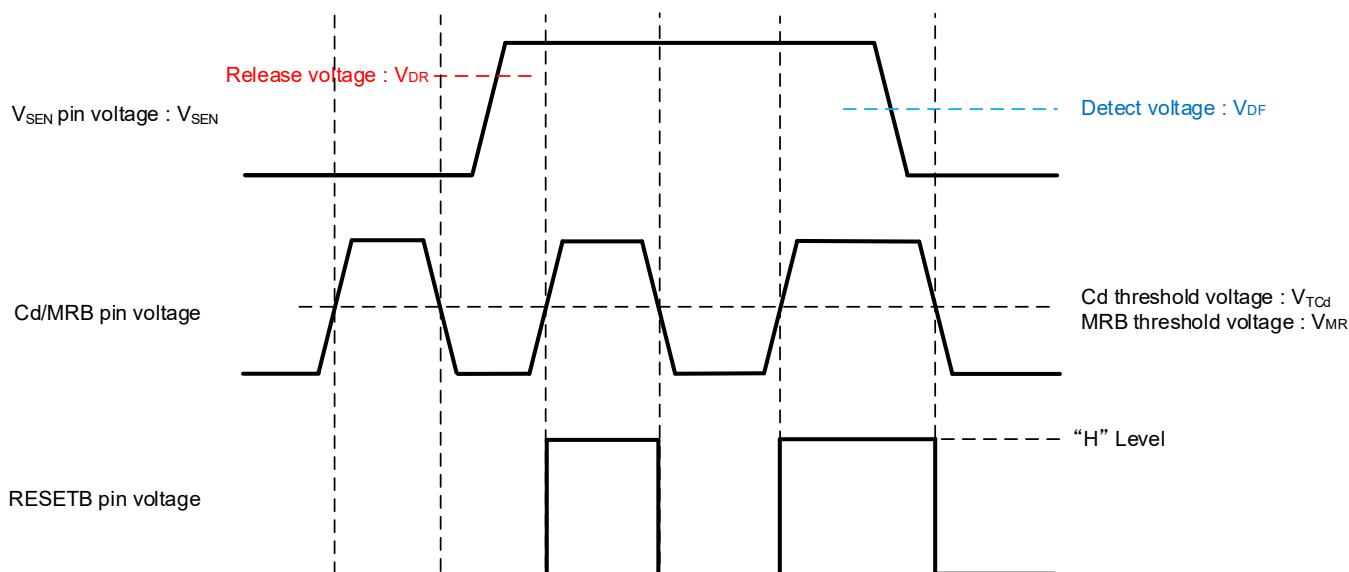 Release voltage : VDR
VSEN pin voltage : VSEN
Detect voltage : VDF
Cd/MRB pin voltage
Cd threshold voltage : VTCd
MRB threshold voltage : VMR
“H” Level
RESETB pin voltage